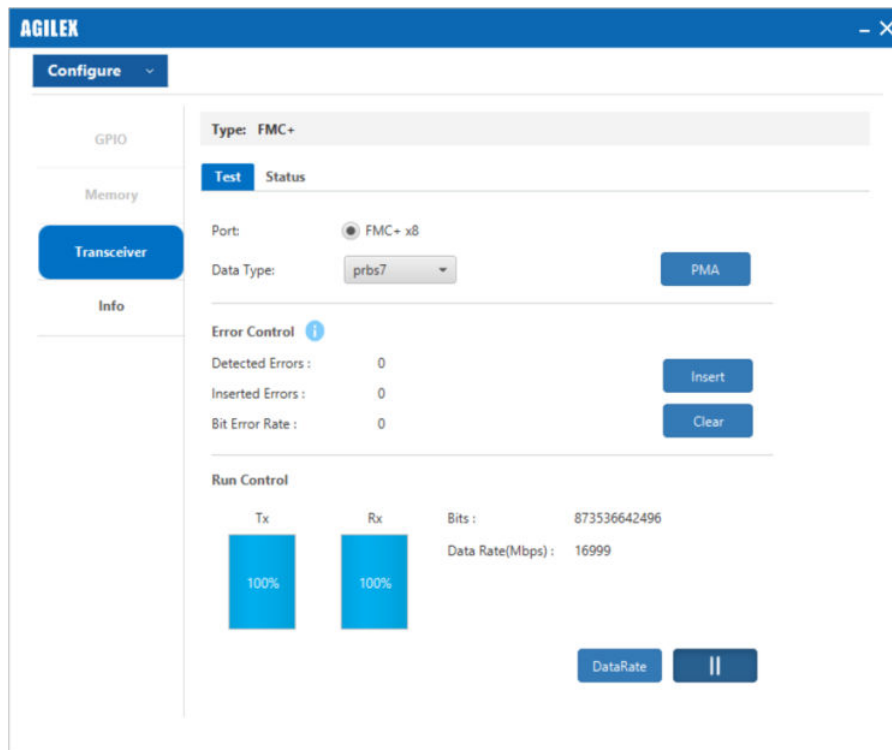 AGILEX
Configure
GPIO
Memory
Transceiver
Info
Type: FMC+
Test Status
Port: FMC+ x8
Data Type: prbs7 PMA
Error Control i
Detected Errors : 0
Insert
Inserted Errors : 0
Bit Error Rate : 0 Clear
Run Control
Tx Rx Bits : 873536642496
Data Rate(Mbps) : 16999
100% 100%
DataRate